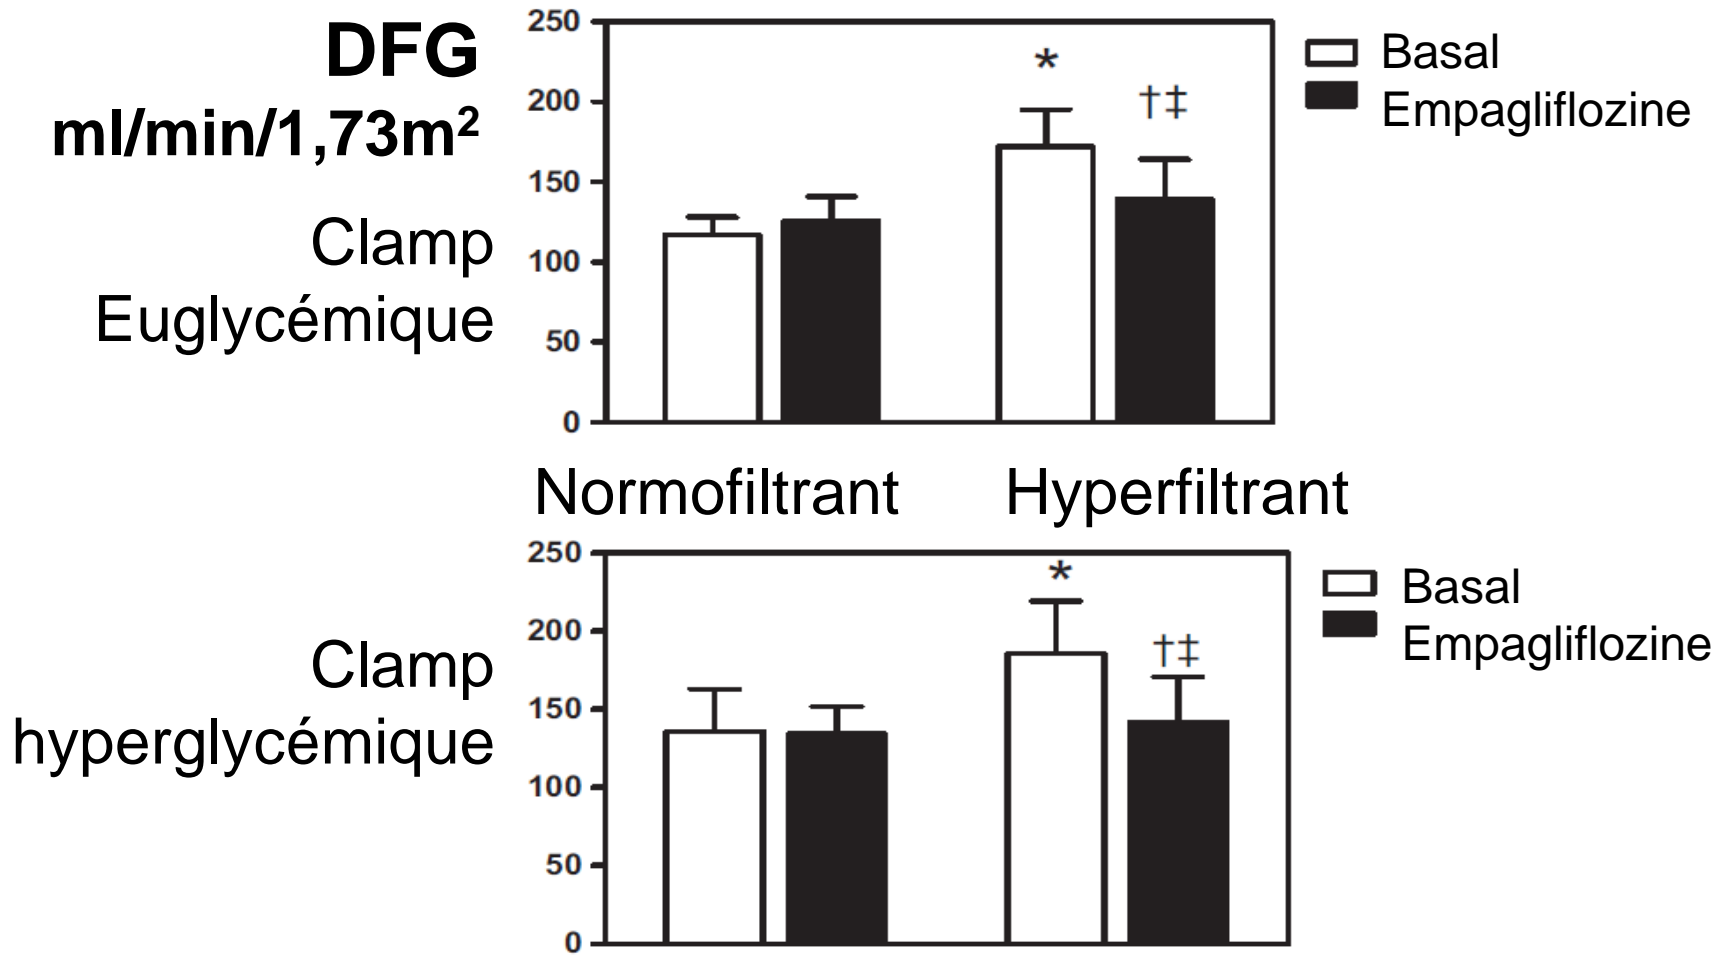 DFG
ml/min/1,73m²
Clamp
Euglycémique
250
200
150
100
50
0
*
†‡
Basal
Empagliflozine
Normofiltrant Hyperfiltrant
Clamp
hyperglycémique
250
200
150
100
50
0
*
†‡
Basal
Empagliflozine